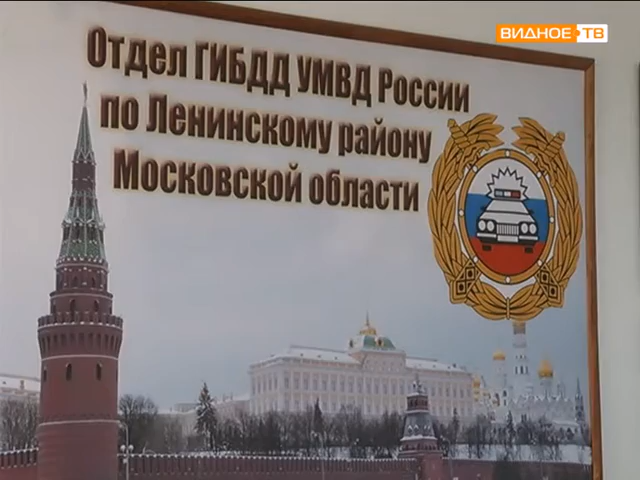 ВИДНОЕ ТВ
Отдел ГИБДД УМВД России
по Ленинскому району
Московской области